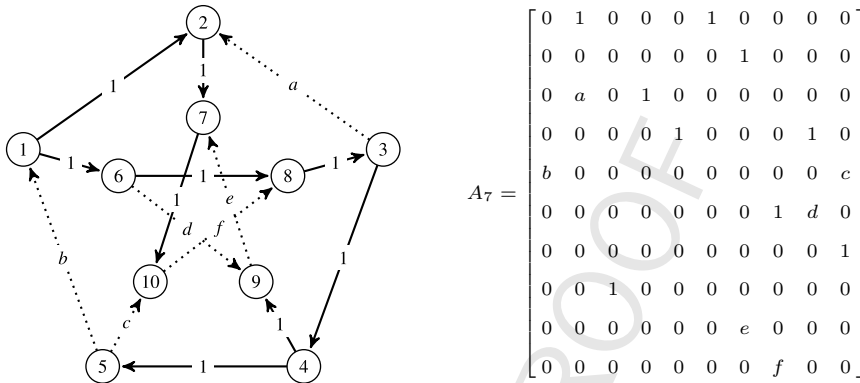 2
1
1
a
7
1
3
1
6
1
8
1
1
e
1
b
d
f
1
10
9
c
1
5
1
4
A7 =
0 1 0 0 0 1 0 0 0 0
0 0 0 0 0 0 1 0 0 0
0 a 0 1 0 0 0 0 0 0
0 0 0 0 1 0 0 0 1 0
b 0 0 0 0 0 0 0 0 c
0 0 0 0 0 0 0 1 d 0
0 0 0 0 0 0 0 0 0 1
0 0 1 0 0 0 0 0 0 0
0 0 0 0 0 0 e 0 0 0
0 0 0 0 0 0 0 f 0 0
ROOF